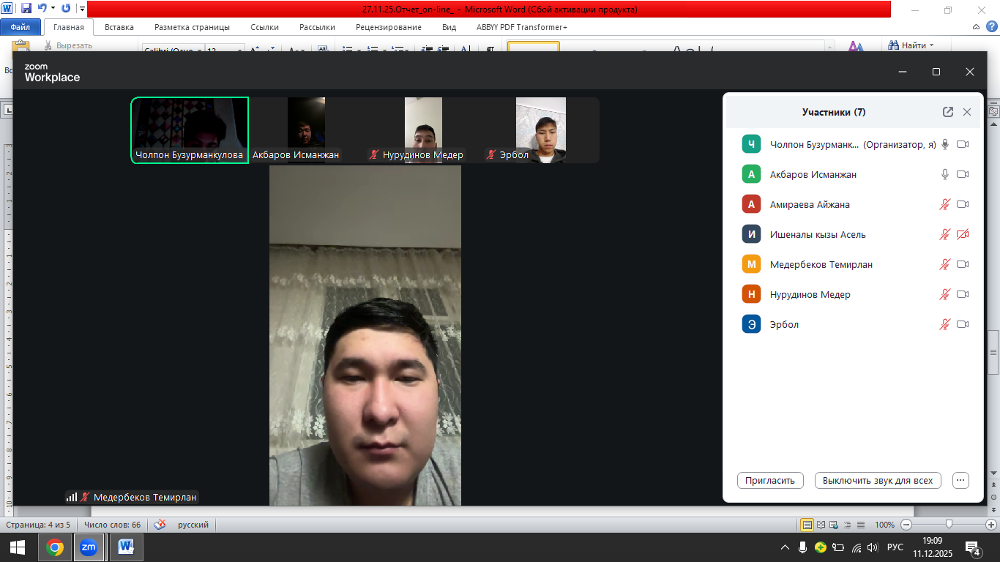 27.11.25.Отчет_on-line_ - Microsoft Word (Сбой активации продукта)
Файл Главная Вставка Разметка страницы Ссылки Рассылки Рецензирование Вид ABBYY PDF Transformer+
Вырезать
Найти
zoom
Workplace
Чолпон Бузурманкулова Акбаров Исманжан Нурудинов Медер Эрбол
Медербеков Темирлан
Участники (7)
Ч Чолпон Бузурманк... (Организатор, я)
А Акбаров Исманжан
А Амираева Айжана
И Ишеналы кызы Асель
М Медербеков Темирлан
Н Нурудинов Медер
Э Эрбол
Пригласить Выключить звук для всех ...
Страница: 4 из 5 Число слов: 66 русский 100%
zm РУС 19:09
11.12.2025 4